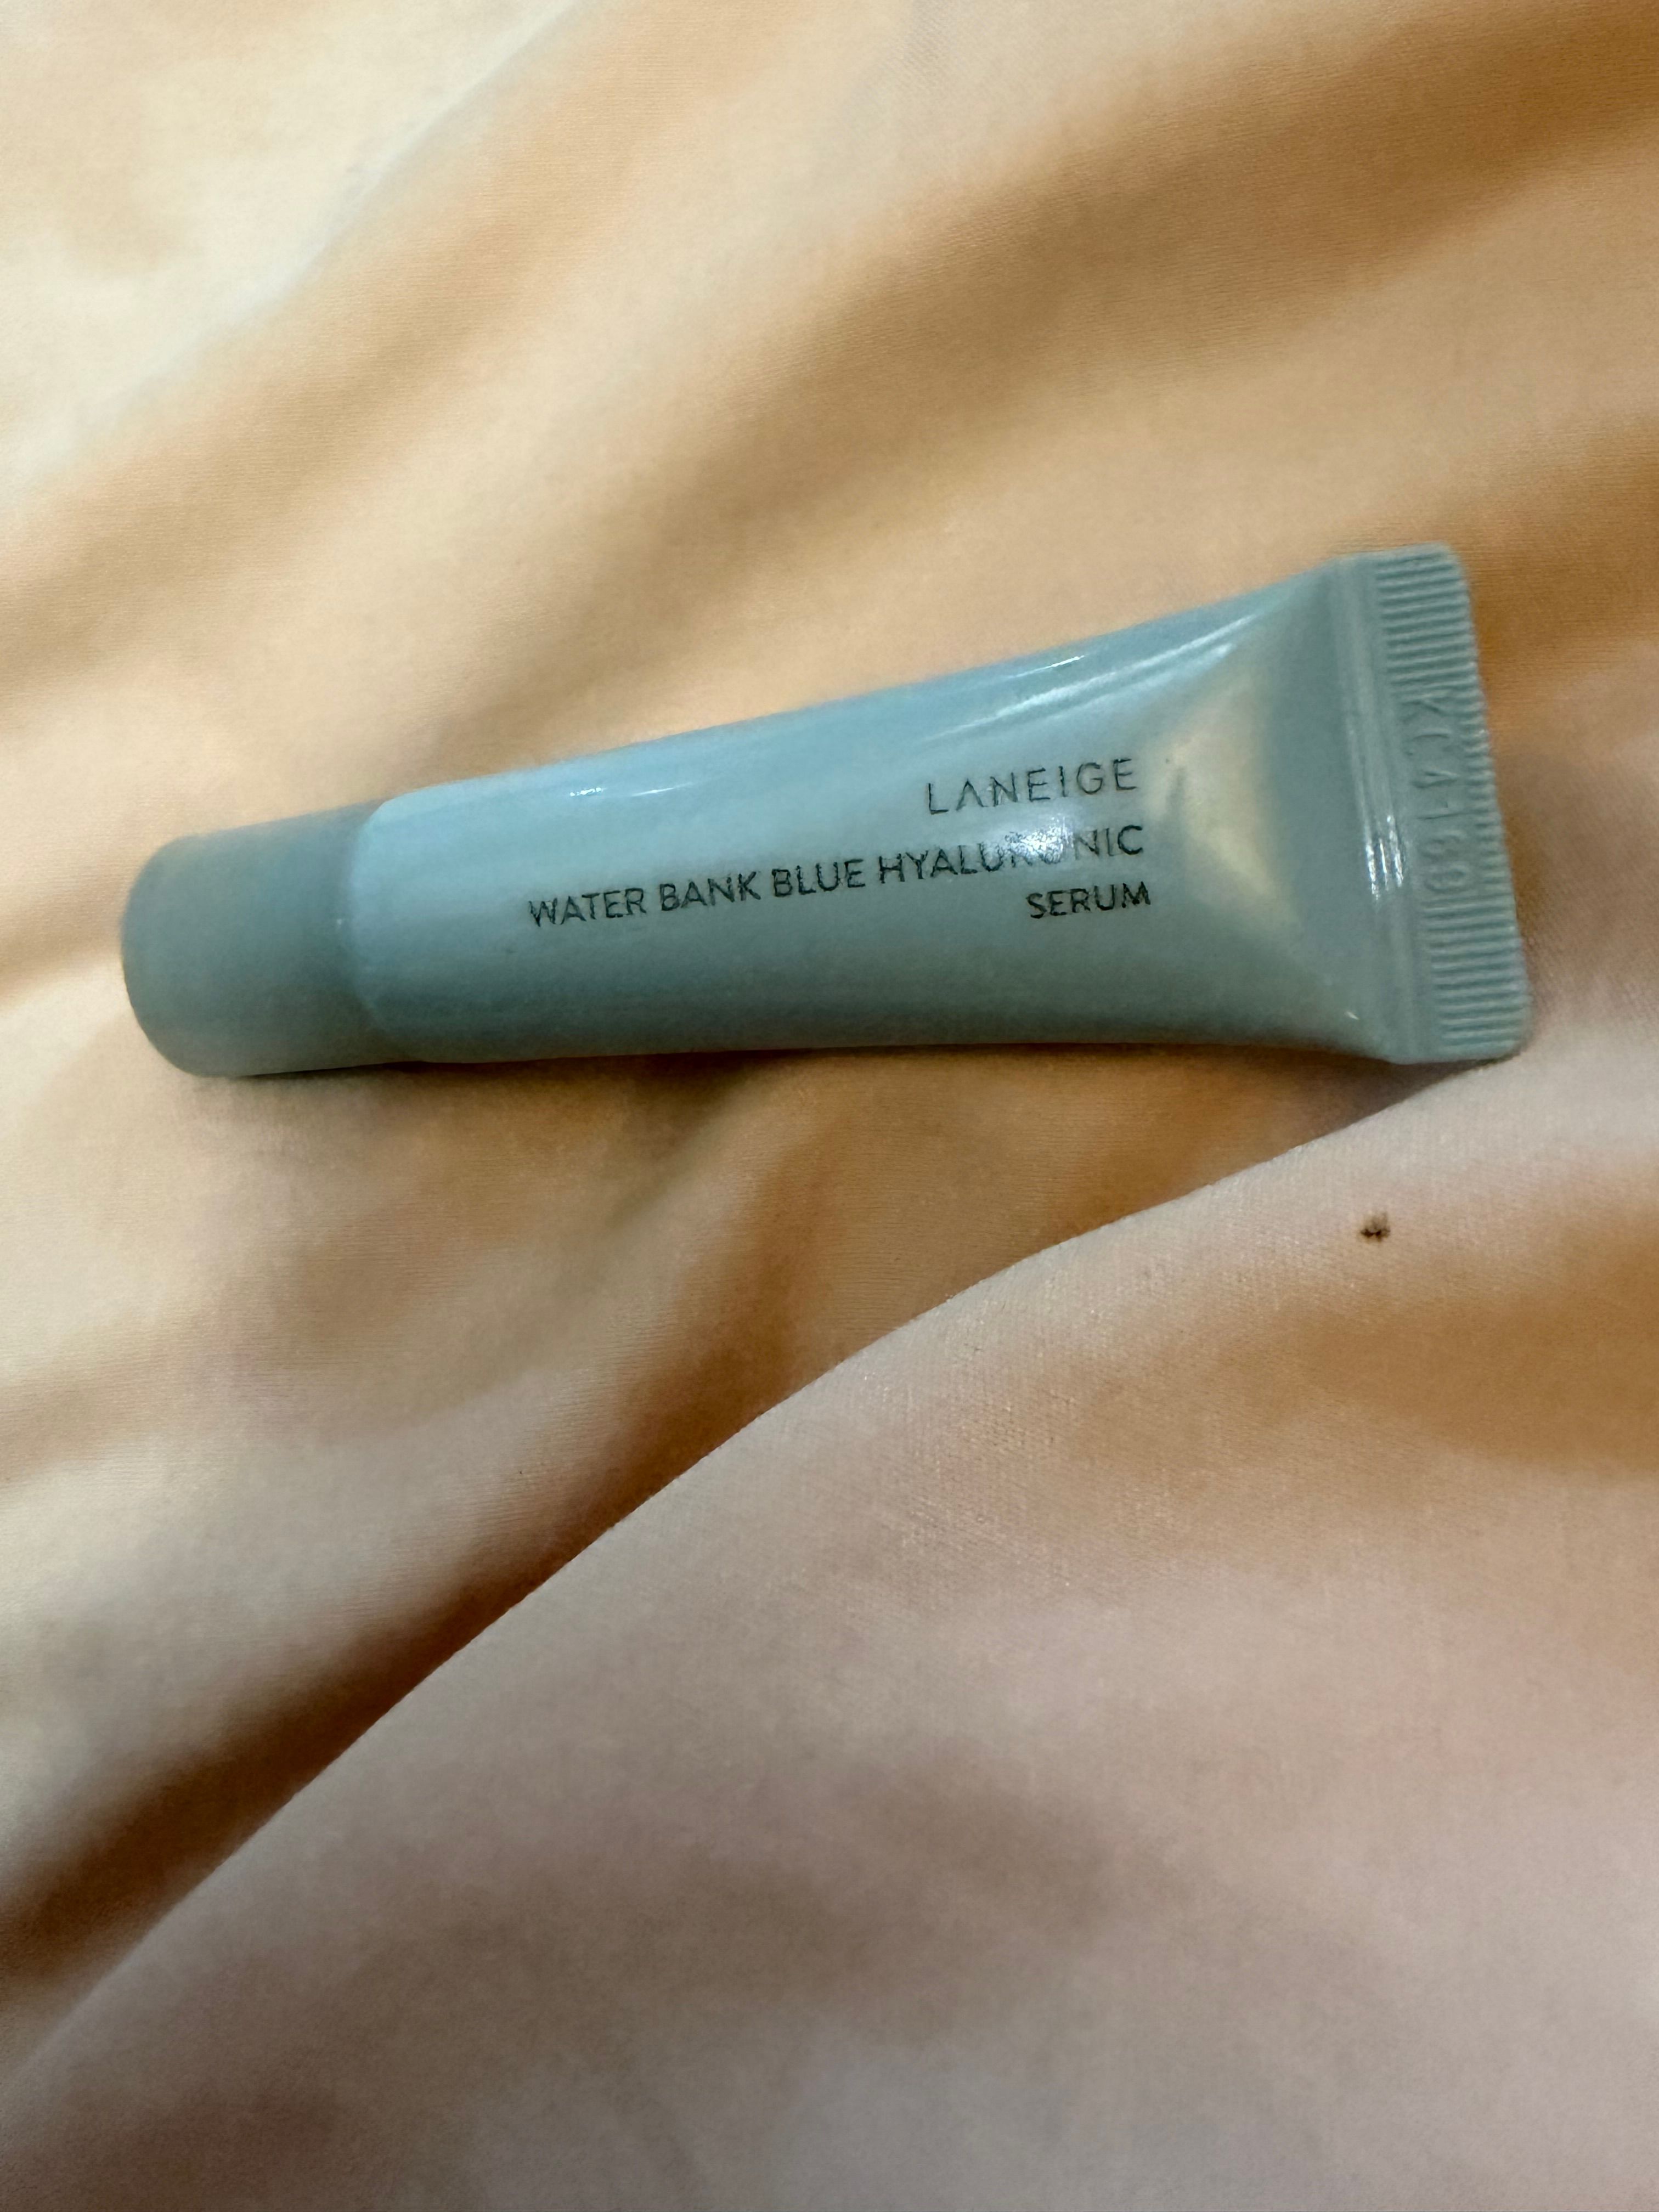 LANEIGE
WATER BANK BLUE HYALURONIC
SERUM